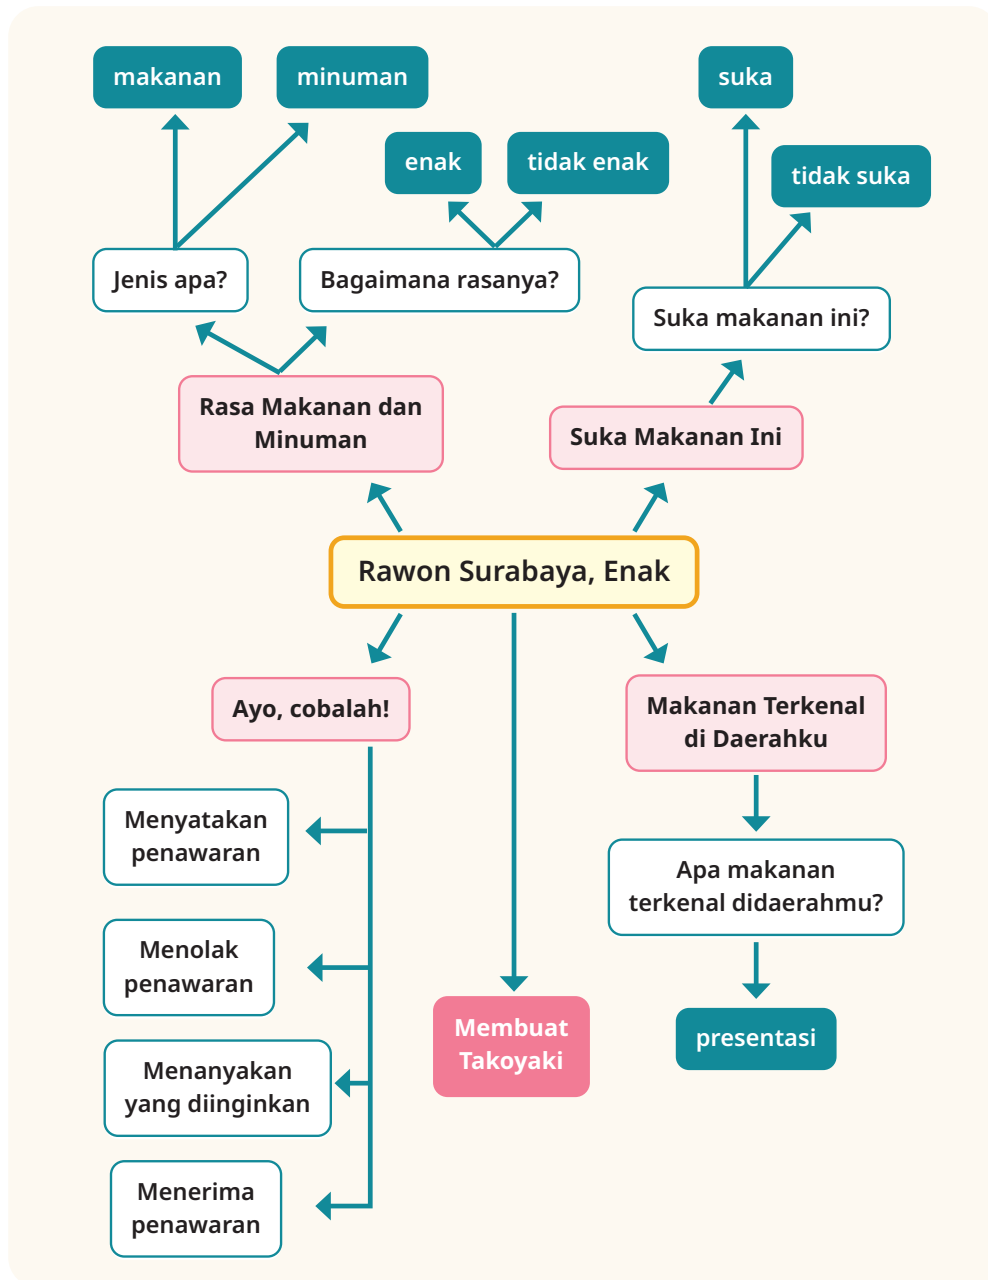 makanan
minuman
suka
enak
tidak enak
tidak suka
Jenis apa?
Bagaimana rasanya?
Suka makanan ini?
Rasa Makanan dan
Minuman
Suka Makanan Ini
Rawon Surabaya, Enak
Ayo, cobalah!
Makanan Terkenal
di Daerahku
Menyatakan
penawaran
Apa makanan
terkenal didaerahmu?
Menolak
penawaran
Membuat
Takoyaki
presentasi
Menanyakan
yang diinginkan
Menerima
penawaran